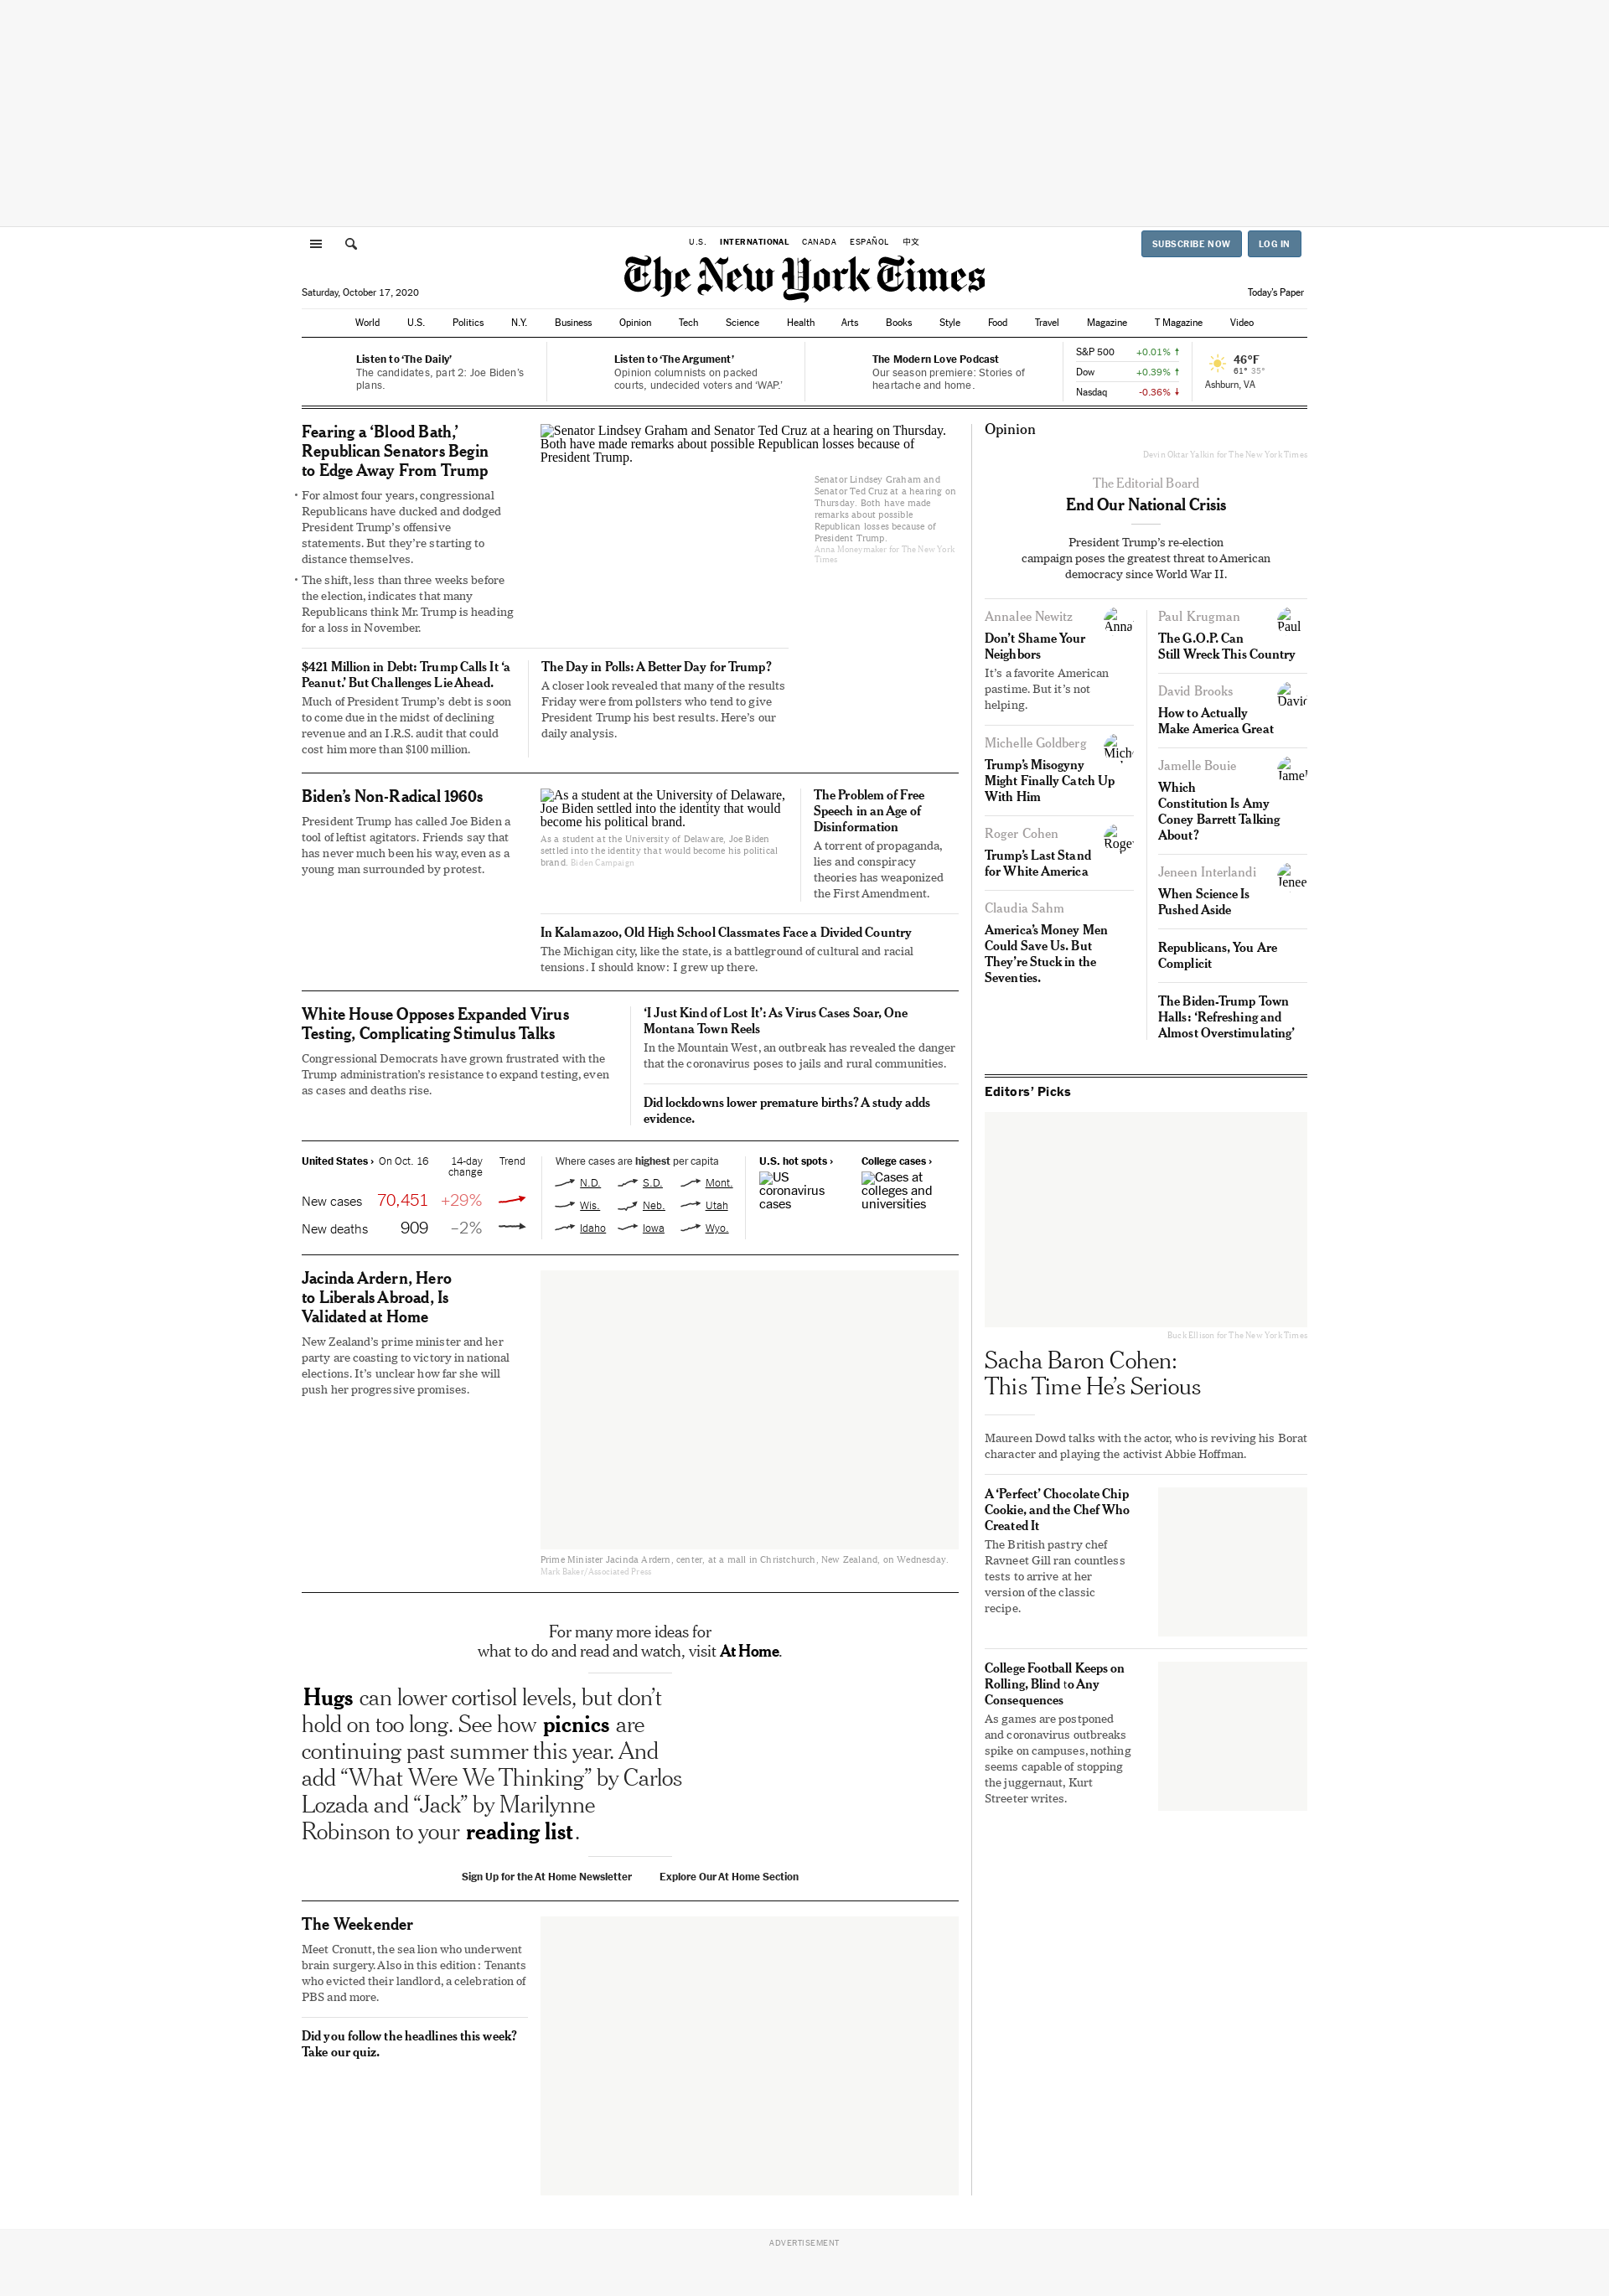 U.S. INTERNATIONAL CANADA ESPAÑOL 中文
SUBSCRIBE NOW LOG IN
The New York Times
Saturday, October 17, 2020
Today's Paper
World U.S. Politics N.Y. Business Opinion Tech Science Health Arts Books Style Food Travel Magazine T Magazine Video
Listen to ‘The Daily’
The candidates, part 2: Joe Biden’s
plans.
Listen to ‘The Argument’
Opinion columnists on packed
courts, undecided voters and ‘WAP.’
The Modern Love Podcast
Our season premiere: Stories of
heartache and home.
S&P 500 +0.01%
Dow +0.39%
Nasdaq -0.36%
46°F
61° 35°
Ashburn, VA
Fearing a ‘Blood Bath,’
Republican Senators Begin
to Edge Away From Trump
• For almost four years, congressional
Republicans have ducked and dodged
President Trump’s offensive
statements. But they’re starting to
distance themselves.
• The shift, less than three weeks before
the election, indicates that many
Republicans think Mr. Trump is heading
for a loss in November.
Senator Lindsey Graham and Senator Ted Cruz at a hearing on Thursday.
Both have made remarks about possible Republican losses because of
President Trump.
Senator Lindsey Graham and
Senator Ted Cruz at a hearing on
Thursday. Both have made
remarks about possible
Republican losses because of
President Trump.
Anna Moneymaker for The New York
Times
$421 Million in Debt: Trump Calls It ‘a
Peanut,’ But Challenges Lie Ahead.
Much of President Trump’s debt is soon
to come due in the midst of declining
revenue and an I.R.S. audit that could
cost him more than $100 million.
The Day in Polls: A Better Day for Trump?
A closer look revealed that many of the results
Friday were from pollsters who tend to give
President Trump his best results. Here’s our
daily analysis.
Biden’s Non-Radical 1960s
President Trump has called Joe Biden a
tool of leftist agitators. Friends say that
has never much been his way, even as a
young man surrounded by protest.
As a student at the University of Delaware,
Joe Biden settled into the identity that would
become his political brand.
As a student at the University of Delaware, Joe Biden
settled into the identity that would become his political
brand. Biden Campaign
The Problem of Free
Speech in an Age of
Disinformation
A torrent of propaganda,
lies and conspiracy
theories has weaponized
the First Amendment.
In Kalamazoo, Old High School Classmates Face a Divided Country
The Michigan city, like the state, is a battleground of cultural and racial
tensions. I should know: I grew up there.
White House Opposes Expanded Virus
Testing, Complicating Stimulus Talks
Congressional Democrats have grown frustrated with the
Trump administration’s resistance to expand testing, even
as cases and deaths rise.
‘I Just Kind of Lost It’: As Virus Cases Soar, One
Montana Town Reels
In the Mountain West, an outbreak has revealed the danger
that the coronavirus poses to jails and rural communities.
Did lockdowns lower premature births? A study adds
evidence.
United States › On Oct. 16 14-day
change Trend
New cases 70,451 +29%
New deaths 909 –2%
Where cases are highest per capita
N.D. S.D. Mont.
Wis. Neb. Utah
Idaho Iowa Wyo.
U.S. hot spots ›
US
coronavirus
cases
College cases ›
Cases at
colleges and
universities
Jacinda Ardern, Hero
to Liberals Abroad, Is
Validated at Home
New Zealand’s prime minister and her
party are coasting to victory in national
elections. It’s unclear how far she will
push her progressive promises.
Prime Minister Jacinda Ardern, center, at a mall in Christchurch, New Zealand, on Wednesday.
Mark Baker/Associated Press
For many more ideas for
what to do and read and watch, visit At Home.
Hugs can lower cortisol levels, but don’t
hold on too long. See how picnics are
continuing past summer this year. And
add “What Were We Thinking” by Carlos
Lozada and “Jack” by Marilynne
Robinson to your reading list.
Sign Up for the At Home Newsletter Explore Our At Home Section
The Weekender
Meet Cronutt, the sea lion who underwent
brain surgery. Also in this edition: Tenants
who evicted their landlord, a celebration of
PBS and more.
Did you follow the headlines this week?
Take our quiz.
Opinion
Devin Oktar Yalkin for The New York Times
The Editorial Board
End Our National Crisis
President Trump’s re-election
campaign poses the greatest threat to American
democracy since World War II.
Annalee Newitz
Anna
Don’t Shame Your
Neighbors
It’s a favorite American
pastime. But it’s not
helping.
Michelle Goldberg
Miche
Trump’s Misogyny
Might Finally Catch Up
With Him
Roger Cohen
Roger
Trump’s Last Stand
for White America
Claudia Sahm
America’s Money Men
Could Save Us. But
They’re Stuck in the
Seventies.
Paul Krugman
Paul
The G.O.P. Can
Still Wreck This Country
David Brooks
David
How to Actually
Make America Great
Jamelle Bouie
Jamel
Which
Constitution Is Amy
Coney Barrett Talking
About?
Jeneen Interlandi
Jenee
When Science Is
Pushed Aside
Republicans, You Are
Complicit
The Biden-Trump Town
Halls: ‘Refreshing and
Almost Overstimulating’
Editors’ Picks
Buck Ellison for The New York Times
Sacha Baron Cohen:
This Time He’s Serious
Maureen Dowd talks with the actor, who is reviving his Borat
character and playing the activist Abbie Hoffman.
A ‘Perfect’ Chocolate Chip
Cookie, and the Chef Who
Created It
The British pastry chef
Ravneet Gill ran countless
tests to arrive at her
version of the classic
recipe.
College Football Keeps on
Rolling, Blind to Any
Consequences
As games are postponed
and coronavirus outbreaks
spike on campuses, nothing
seems capable of stopping
the juggernaut, Kurt
Streeter writes.
ADVERTISEMENT